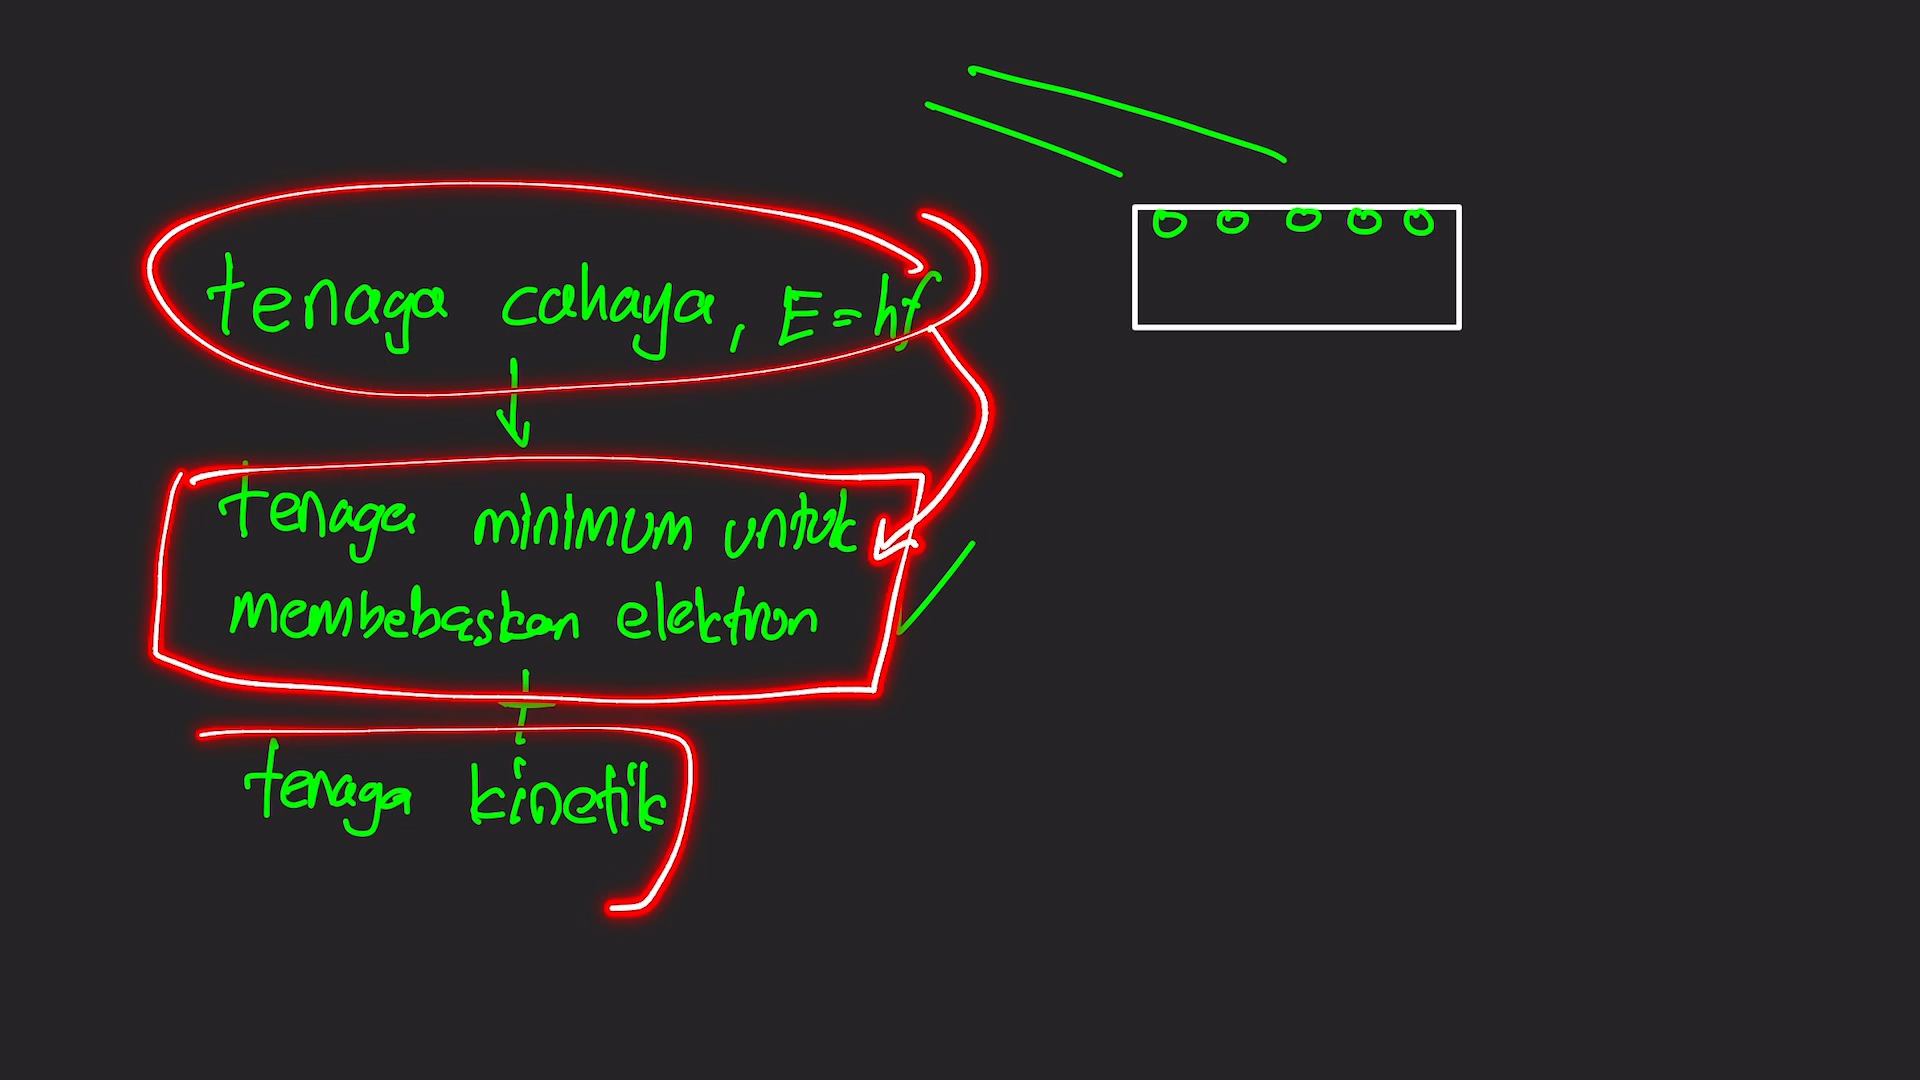 tenaga cahaya, E = hf
tenaga minimum untuk
membebaskan elektron
tenaga kinetik